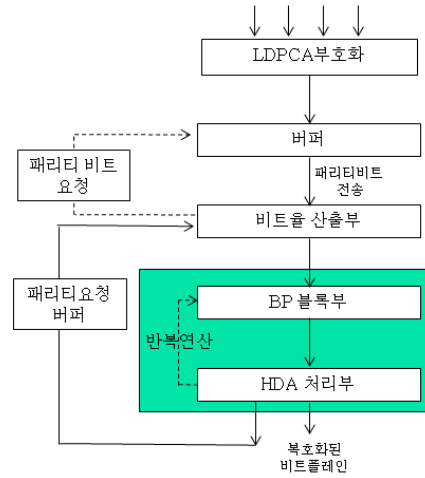 LDPCA부호화
버퍼
패리티 비트
요청
패리티비트
전송
비트율 산출부
패리티요청
버퍼
BP 블록부
반복연산
HDA 처리부
복호화된
비트플레인